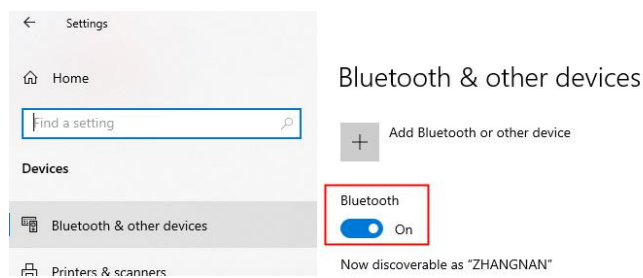 Settings
Home
Find a setting
Devices
Bluetooth & other devices
Printers & scanners
Bluetooth & other devices
Add Bluetooth or other device
Bluetooth
On
Now discoverable as “ZHANGNAN”